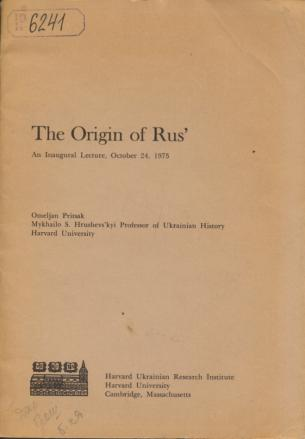 6241
The Origin of Rus'
An Inaugural Lecture, October 24, 1975
Omeljan Pritsak
Mykhailo S. Hrushevs'kyi Professor of Ukrainian History
Harvard University
Harvard Ukrainian Research Institute
Harvard University
Cambridge, Massachusetts